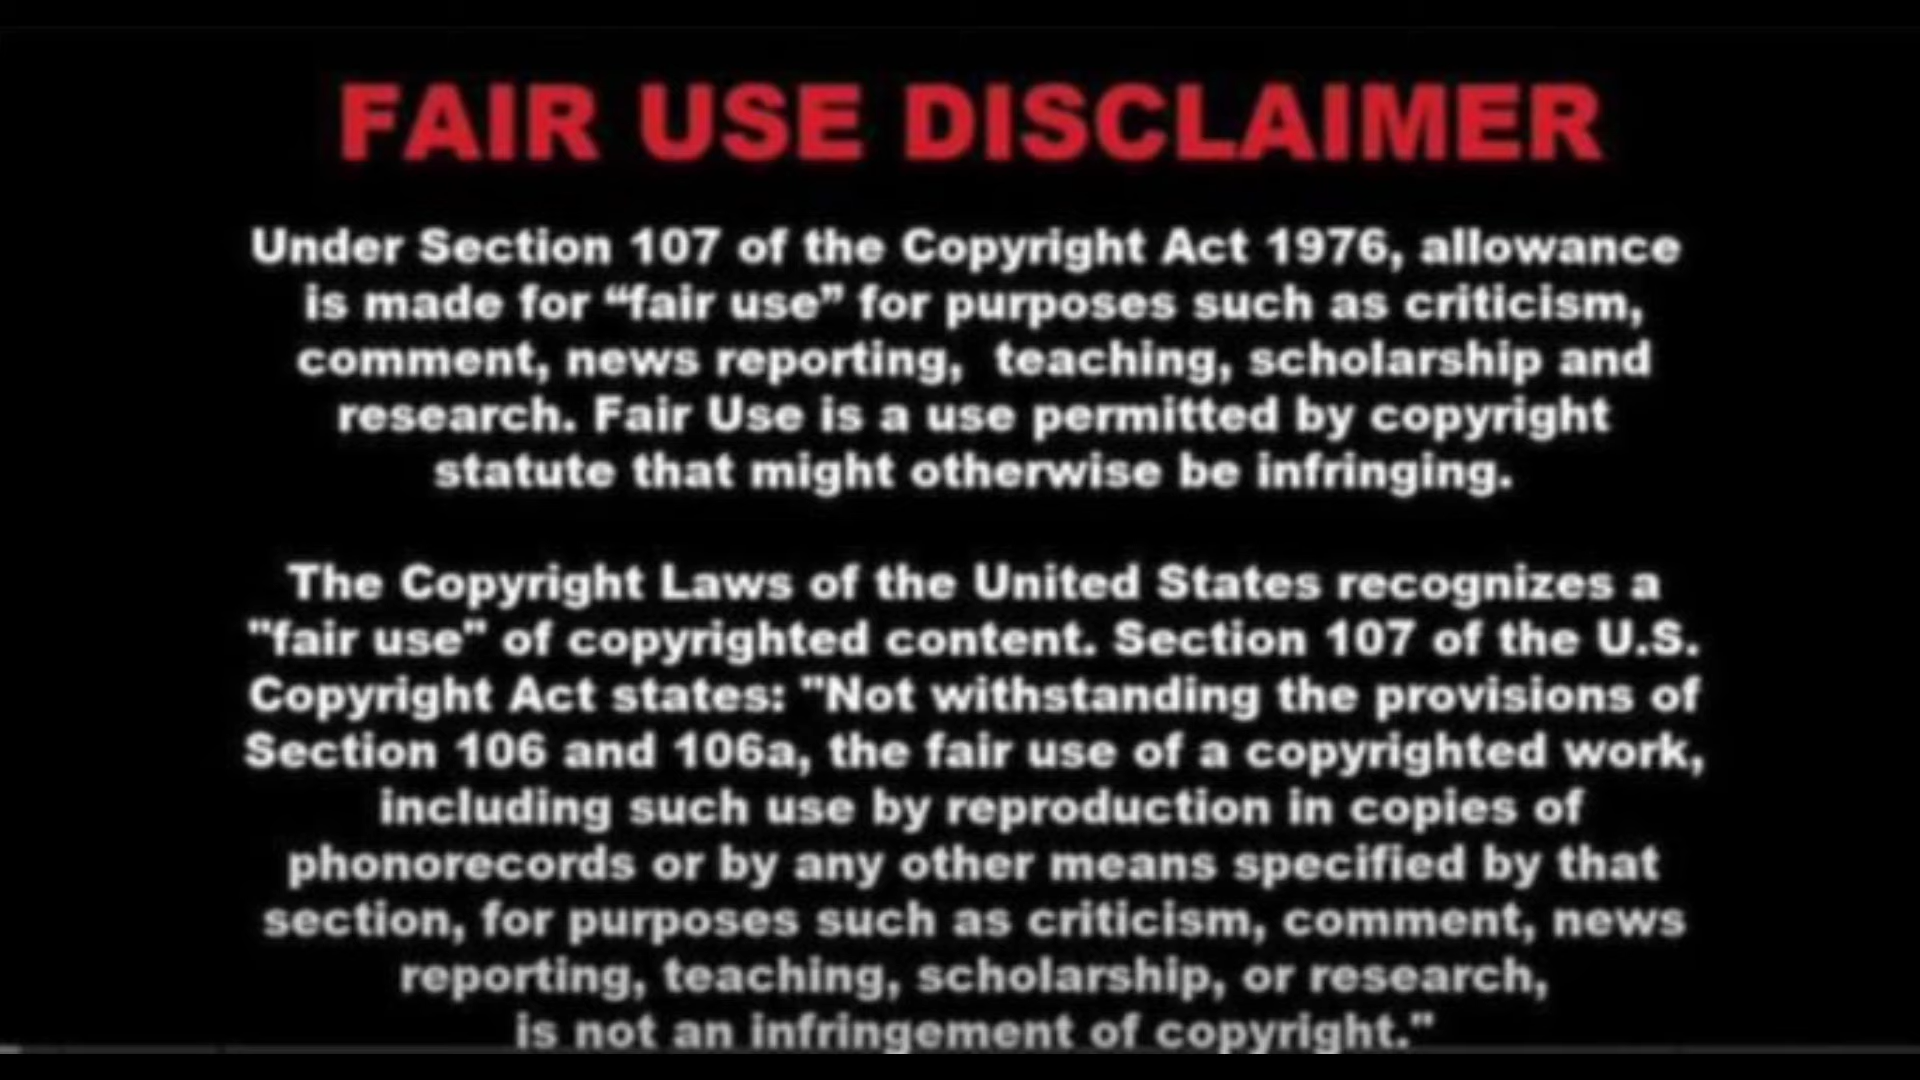 FAIR USE DISCLAIMER
Under Section 107 of the Copyright Act 1976, allowance
is made for “fair use” for purposes such as criticism,
comment, news reporting,  teaching, scholarship and
research. Fair Use is a use permitted by copyright
statute that might otherwise be infringing.
The Copyright Laws of the United States recognizes a
"fair use" of copyrighted content. Section 107 of the U.S.
Copyright Act states: "Not withstanding the provisions of
Section 106 and 106a, the fair use of a copyrighted work,
including such use by reproduction in copies of
phonorecords or by any other means specified by that
section, for purposes such as criticism, comment, news
reporting, teaching, scholarship, or research,
is not an infringement of copyright."